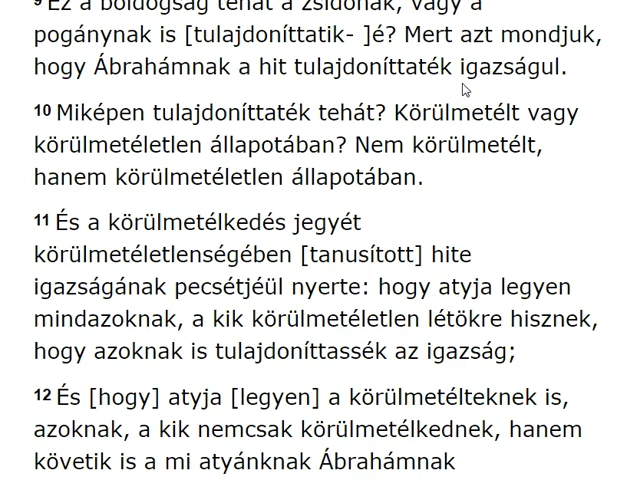 9 Ez a boldogság tehát a zsidónak, vagy a
pogánynak is [tulajdoníttatik- ]é? Mert azt mondjuk,
hogy Ábrahámnak a hit tulajdoníttaték igazságul.
10 Miképen tulajdoníttaték tehát? Körülmetélt vagy
körülmetéletlen állapotában? Nem körülmetélt,
hanem körülmetéletlen állapotában.
11 És a körülmetélkedés jegyét
körülmetéletlenségében [tanusított] hite
igazságának pecsétjéül nyerte: hogy atyja legyen
mindazoknak, a kik körülmetéletlen létökre hisznek,
hogy azoknak is tulajdoníttassék az igazság;
12 És [hogy] atyja [legyen] a körülmetélteknek is,
azoknak, a kik nemcsak körülmetélkednek, hanem
követik is a mi atyánknak Ábrahámnak